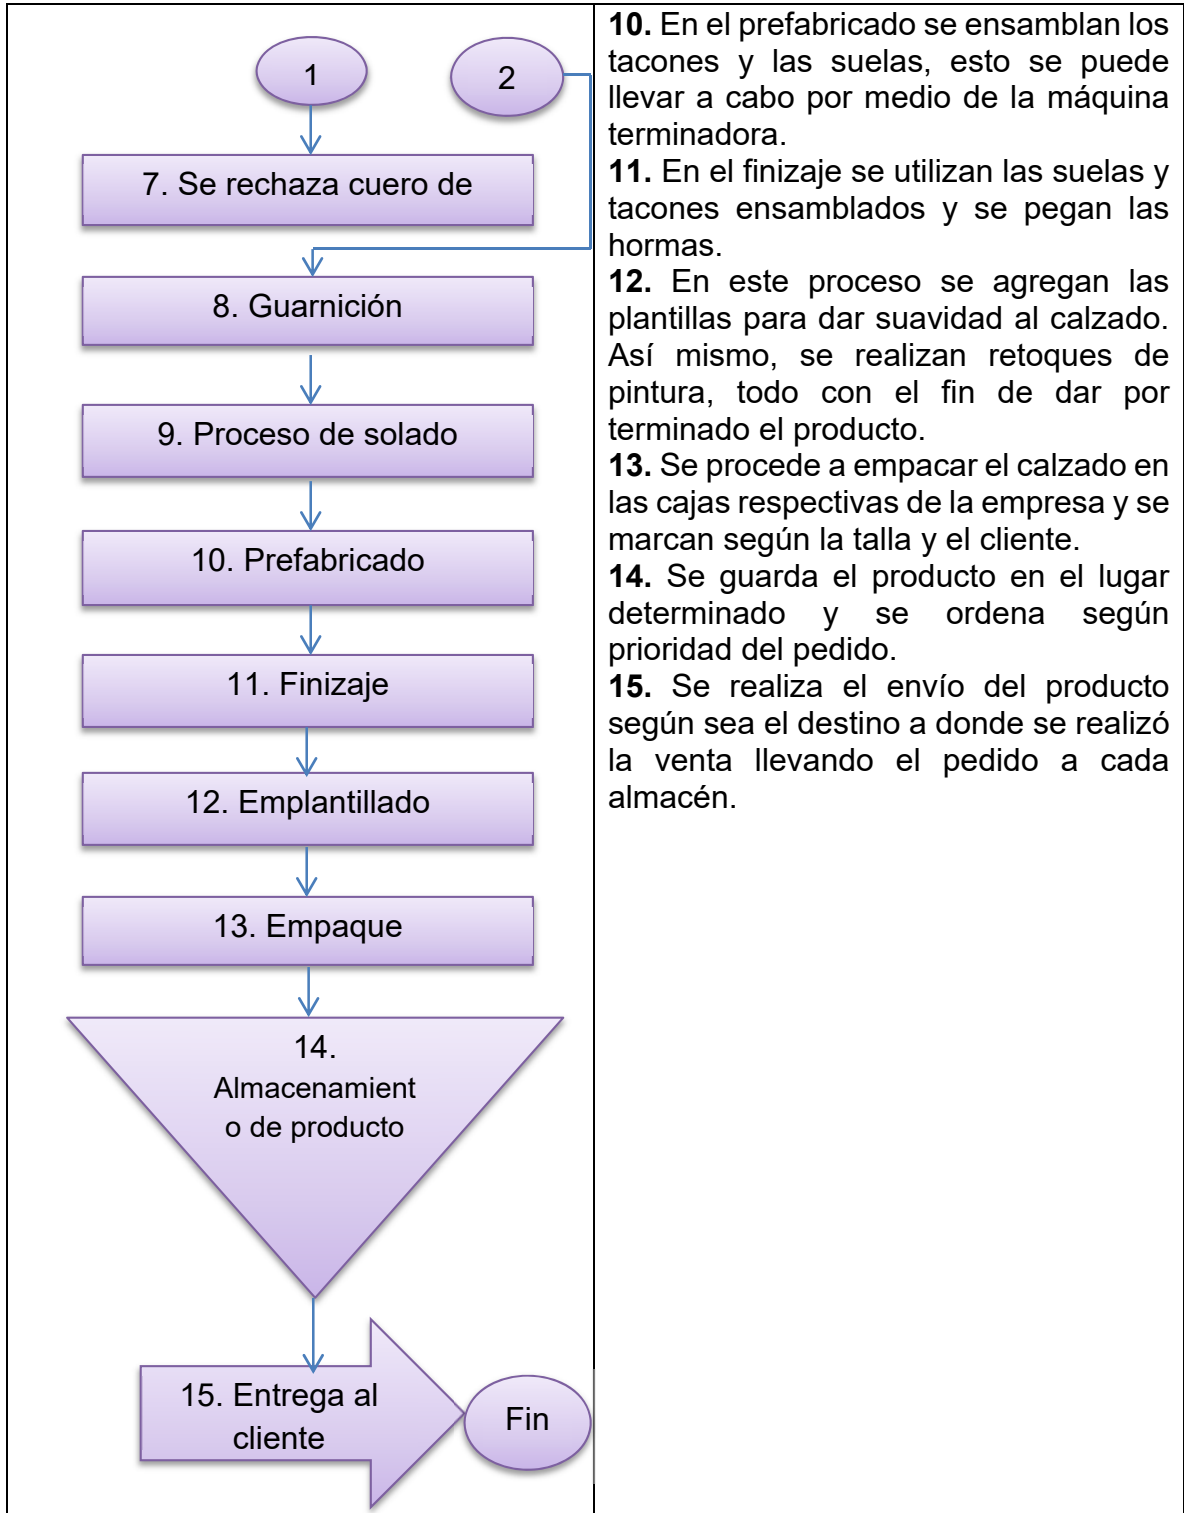 1
2
7. Se rechaza cuero de
8. Guarnición
9. Proceso de solado
10. Prefabricado
11. Finizaje
12. Emplantillado
13. Empaque
14.
Almacenamient
o de producto
15. Entrega al
cliente
Fin
10. En el prefabricado se ensamblan los
tacones y las suelas, esto se puede
llevar a cabo por medio de la máquina
terminadora.
11. En el finizaje se utilizan las suelas y
tacones ensamblados y se pegan las
hormas.
12. En este proceso se agregan las
plantillas para dar suavidad al calzado.
Así mismo, se realizan retoques de
pintura, todo con el fin de dar por
terminado el producto.
13. Se procede a empacar el calzado en
las cajas respectivas de la empresa y se
marcan según la talla y el cliente.
14. Se guarda el producto en el lugar
determinado y se ordena según
prioridad del pedido.
15. Se realiza el envío del producto
según sea el destino a donde se realizó
la venta llevando el pedido a cada
almacén.